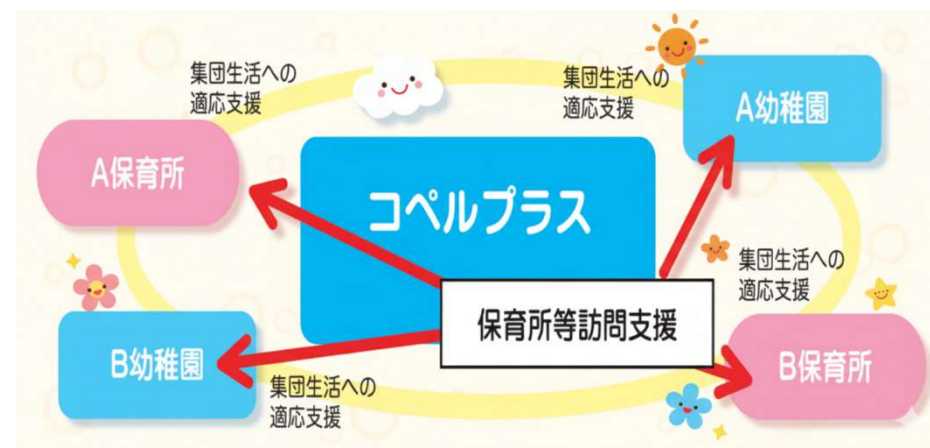 集団生活への
適応支援
集団生活への
適応支援
A幼稚園
A保育所
コペルプラス
集団生活への
適応支援
保育所等訪問支援
B幼稚園
B保育所
集団生活への
適応支援